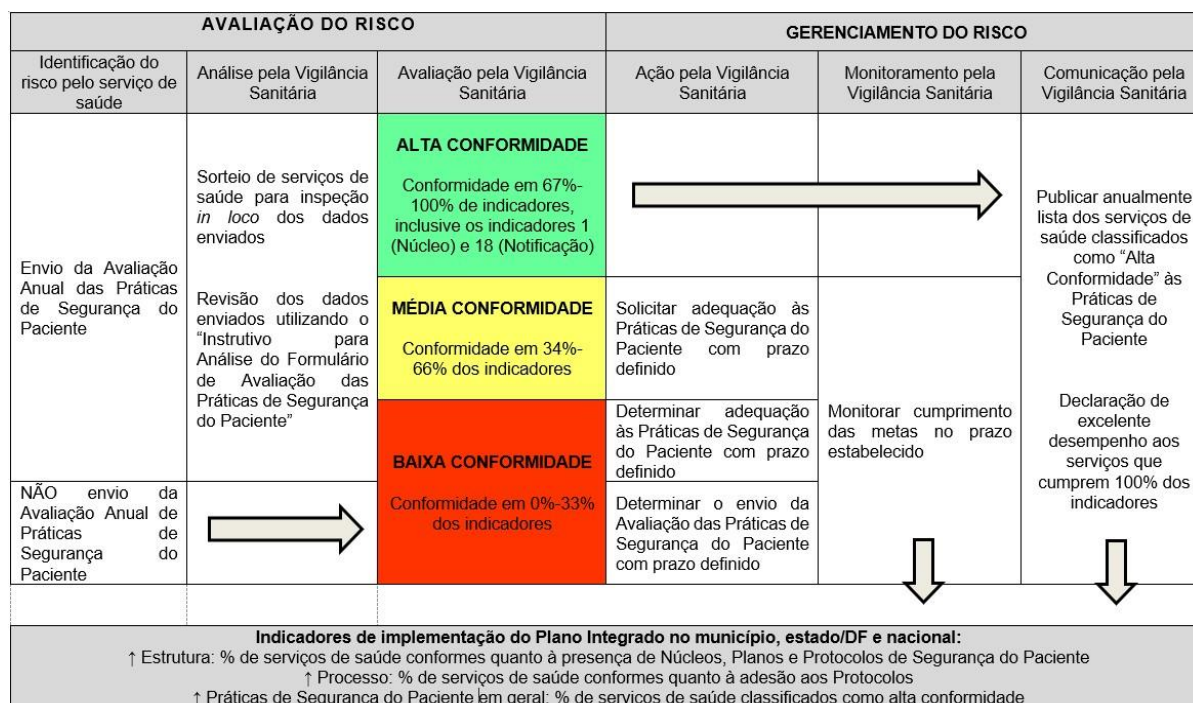 AVALIAÇÃO DO RISCO
GERENCIAMENTO DO RISCO
Identificação do
risco pelo serviço de
saúde
Análise pela Vigilância
Sanitária
Avaliação pela Vigilância
Sanitária
Ação pela Vigilância
Sanitária
Monitoramento pela
Vigilância Sanitária
Comunicação pela
Vigilância Sanitária
Envio da Avaliação
Anual das Práticas
de Segurança do
Paciente
NÃO envio da
Avaliação Anual de
Práticas de
Segurança do
Paciente
Sorteio de serviços de
saúde para inspeção
in loco dos dados
enviados
Revisão dos dados
enviados utilizando o
“Instrutivo para
Análise do Formulário
de Avaliação das
Práticas de Segurança
do Paciente”
ALTA CONFORMIDADE
Conformidade em 67%-
100% de indicadores,
inclusive os indicadores 1
(Núcleo) e 18 (Notificação)
MÉDIA CONFORMIDADE
Conformidade em 34%-
66% dos indicadores
BAIXA CONFORMIDADE
Conformidade em 0%-33%
dos indicadores
Solicitar adequação às
Práticas de Segurança do
Paciente com prazo
definido
Determinar adequação
às Práticas de Segurança
do Paciente com prazo
definido
Determinar o envio da
Avaliação das Práticas de
Segurança do Paciente
com prazo definido
Monitorar cumprimento
das metas no prazo
estabelecido
Publicar anualmente
lista dos serviços de
saúde classificados
como “Alta
Conformidade” às
Práticas de
Segurança do
Paciente
Declaração de
excelente
desempenho aos
serviços que
cumprem 100% dos
indicadores
Indicadores de implementação do Plano Integrado no município, estado/DF e nacional:
↑ Estrutura: % de serviços de saúde conformes quanto à presença de Núcleos, Planos e Protocolos de Segurança do Paciente
↑ Processo: % de serviços de saúde conformes quanto à adesão aos Protocolos
↑ Práticas de Segurança do Paciente em geral: % de serviços de saúde classificados como alta conformidade